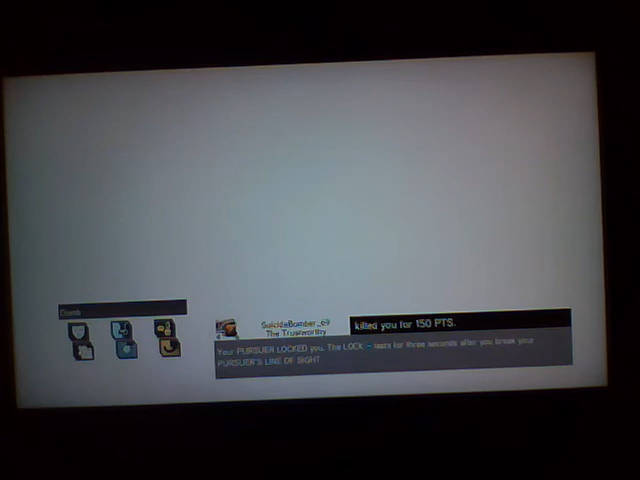 SuicideBomber_69
The Trustworthy
killed you for 150 PTS.
Your PURSUER LOCKED you. The LOCK lasts for three seconds after you break your
PURSUER'S LINE OF SIGHT